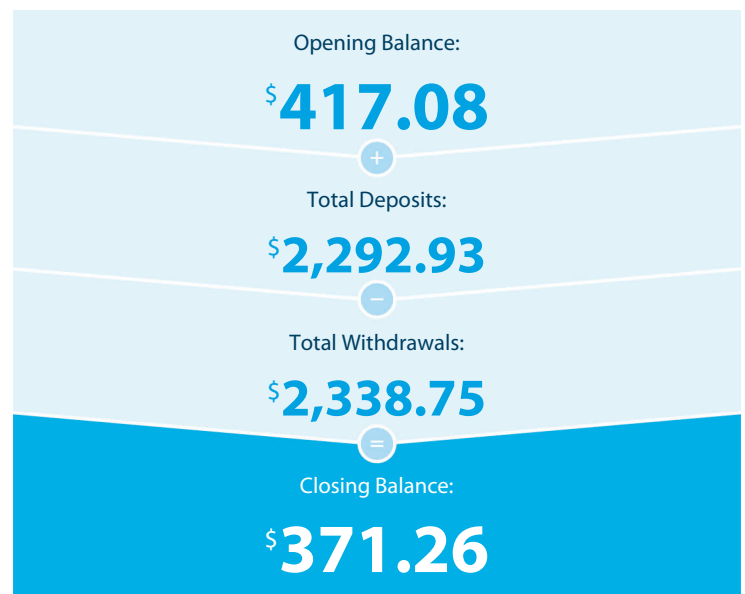 Opening Balance:
$417.08
+
Total Deposits:
$2,292.93
−
Total Withdrawals:
$2,338.75
=
Closing Balance:
$371.26